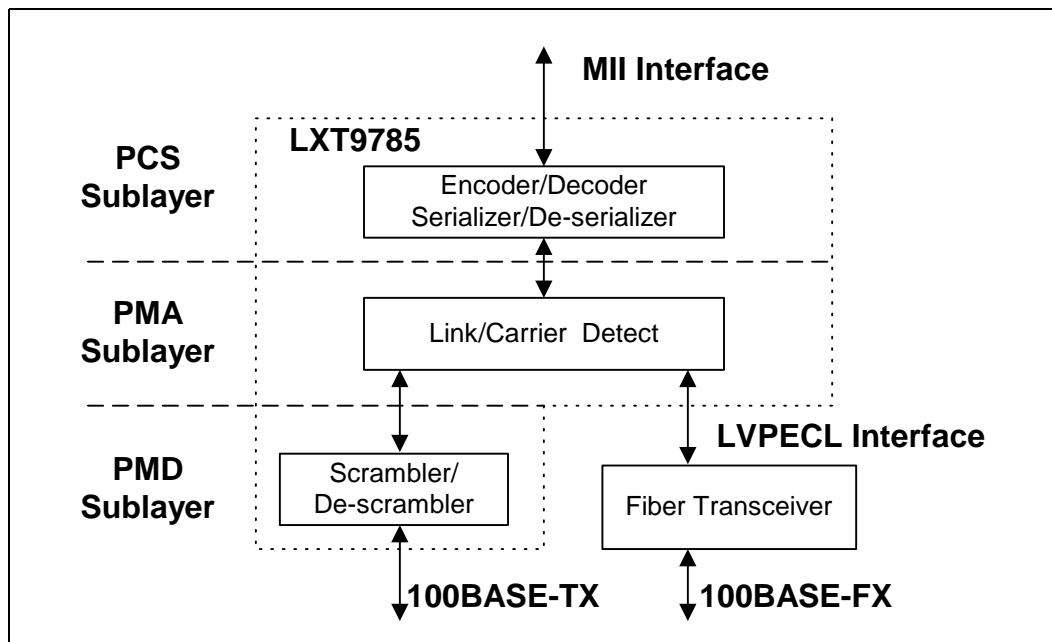 MII Interface
LXT9785
PCS
Sublayer
Encoder/Decoder
Serializer/De-serializer
PMA
Sublayer
Link/Carrier Detect
LVPECL Interface
PMD
Sublayer
Scrambler/
De-scrambler
Fiber Transceiver
100BASE-TX
100BASE-FX